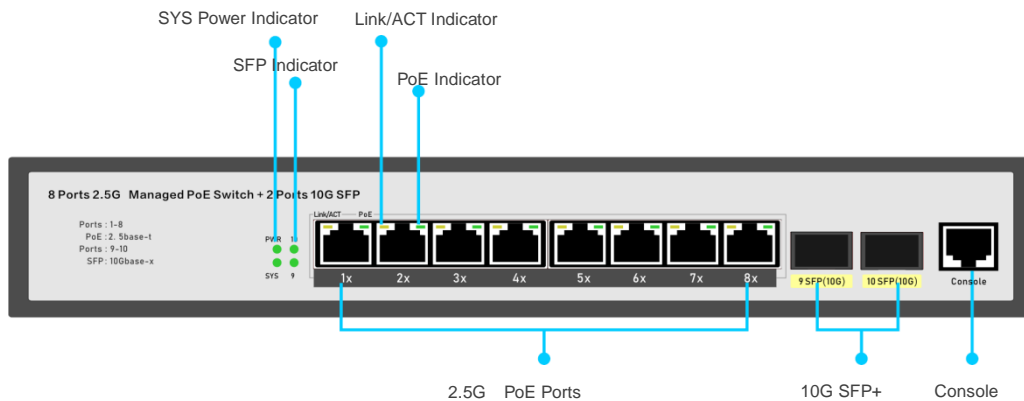 SYS Power Indicator
Link/ACT Indicator
SFP Indicator
PoE Indicator
8 Ports 2.5G Managed PoE Switch + 2 Ports 10G SFP
Ports : 1-8
PoE : 2. 5base-t
Ports : 9-10
SFP : 10Gbase-x
PWR 10
SYS 9
Link/ACT PoE
1x 2x 3x 4x 5x 6x 7x 8x
9 SFP(10G) 10 SFP(10G) Console
2.5G PoE Ports
10G SFP+
Console